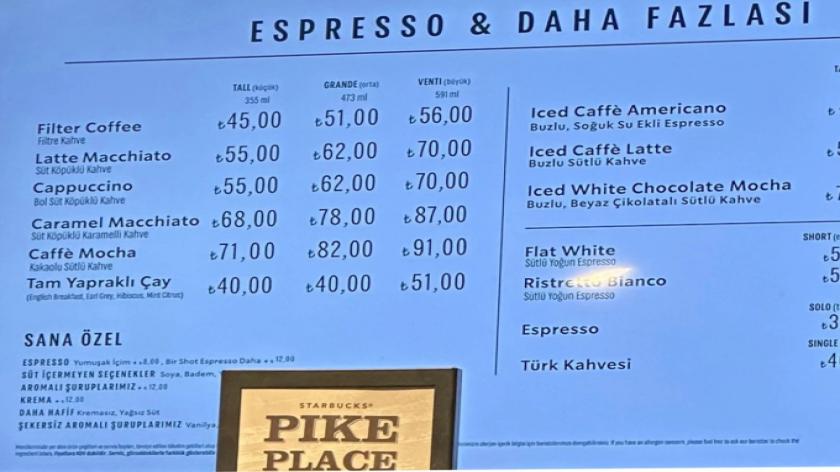 ESPRESSO & DAHA FAZLASI
TALL (küçük) GRANDE (orta) VENTI (büyük)
355 ml 473 ml 591 ml
Filter Coffee ₺45,00 ₺51,00 ₺56,00
Filtre Kahve
Latte Macchiato ₺55,00 ₺62,00 ₺70,00
Süt Köpüklü Kahve
Cappuccino ₺55,00 ₺62,00 ₺70,00
Bol Süt Köpüklü Kahve
Caramel Macchiato ₺68,00 ₺78,00 ₺87,00
Süt Köpüklü Karamelli Kahve
Caffè Mocha ₺71,00 ₺82,00 ₺91,00
Kakaolu Sütlü Kahve
Tam Yapraklı Çay ₺40,00 ₺40,00 ₺51,00
(English Breakfast, Earl Grey, Hibiscus, Mint Citrus)
SANA ÖZEL
ESPRESSO Yumuşak İçim +₺8,00, Bir Shot Espresso Daha +₺12,00
SÜT İÇERMEYEN SEÇENEKLER Soya, Badem,
AROMALI ŞURUPLARIMIZ +₺12,00
KREMA +₺12,00
DAHA HAFİF Kremasız, Yağsız Süt
ŞEKERSİZ AROMALI ŞURUPLARIMIZ Vanilya,
Iced Caffè Americano ₺
Buzlu, Soğuk Su Ekli Espresso
Iced Caffè Latte ₺5
Buzlu Sütlü Kahve
Iced White Chocolate Mocha ₺7
Buzlu, Beyaz Çikolatalı Sütlü Kahve
SHORT
Flat White ₺5
Sütlü Yoğun Espresso
Ristretto Bianco ₺5
Sütlü Yoğun Espresso
SOLO
Espresso ₺3
SINGLE
Türk Kahvesi ₺4
STARBUCKS®
PIKE
PLACE